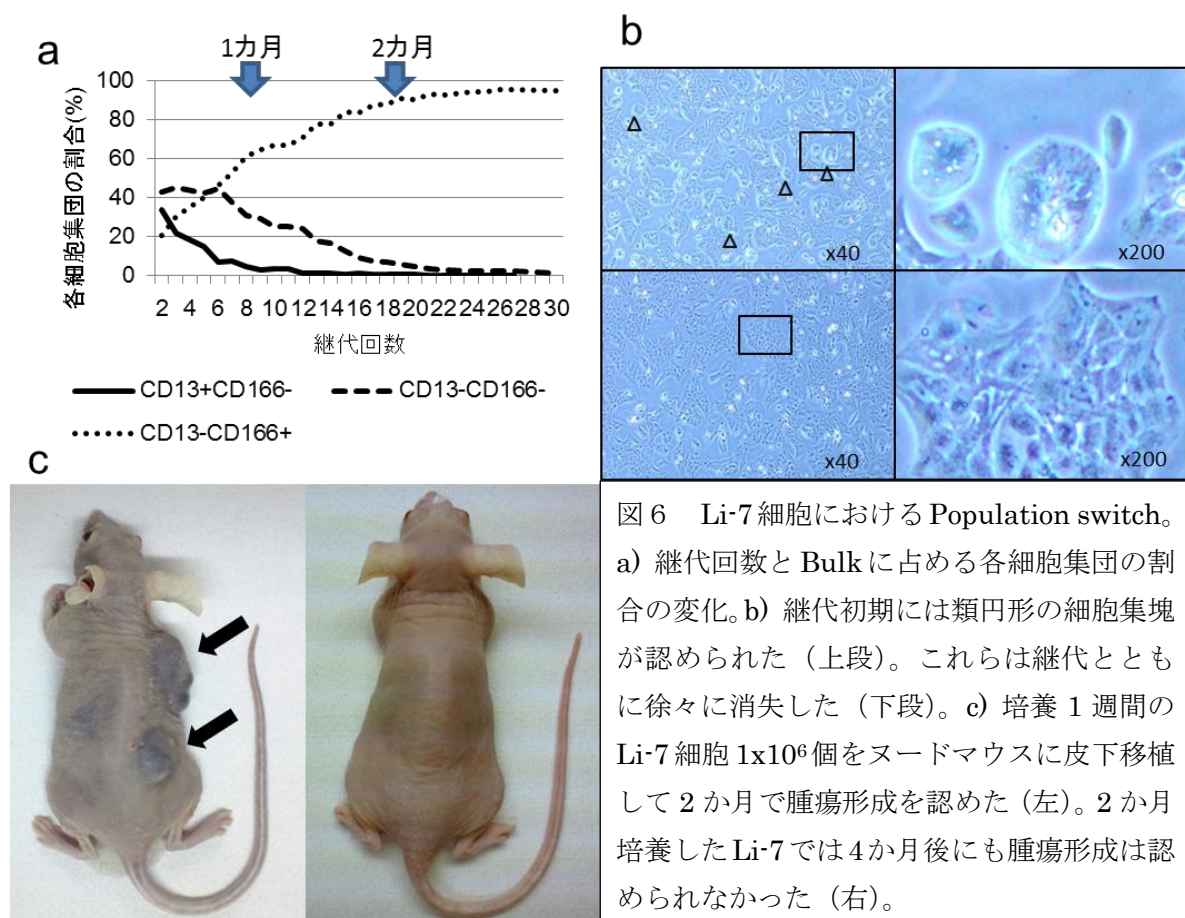 a
1カ月 2カ月
100
80
60
40
20
0
各細胞集団の割合(%)
2 4 6 8 10 12 14 16 18 20 22 24 26 28 30
継代回数
CD13+CD166-
CD13-CD166-
CD13-CD166+
b
x40
x200
x40
x200
c
図6 Li-7細胞におけるPopulation switch。
a) 継代回数とBulkに占める各細胞集団の割
合の変化。b) 継代初期には類円形の細胞集塊
が認められた(上段)。これらは継代ととも
に徐々に消失した(下段)。c) 培養1週間の
Li-7細胞1x10⁶個をヌードマウスに皮下移植
して2か月で腫瘍形成を認めた(左)。2か月
培養したLi-7では4か月後にも腫瘍形成は認
められなかった(右)。